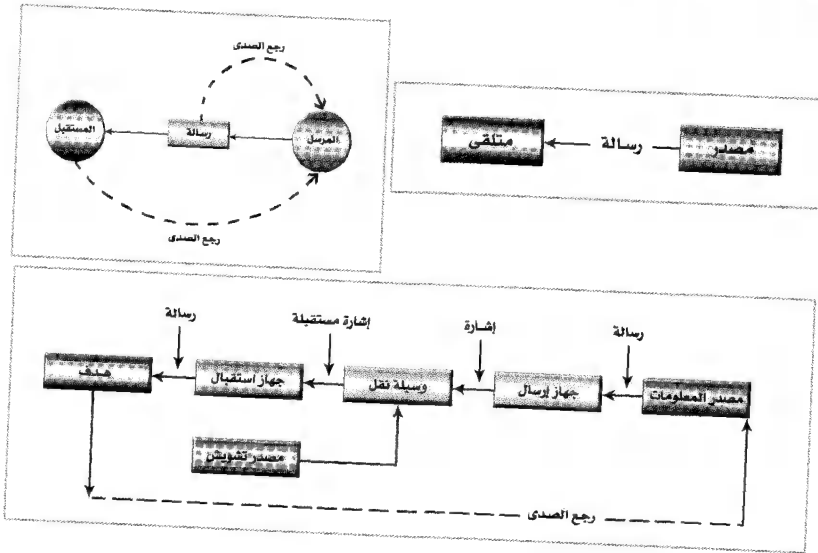 مصدر
رسالة
متلقى
رجع الصدى
المرسل
رسالة
المستقبل
رجع الصدى
رسالة
إشارة
إشارة مستقبلة
رسالة
مصدر المعلومات
جهاز إرسال
وسيلة نقل
جهاز استقبال
هدف
مصدر تشويش
رجع الصدى